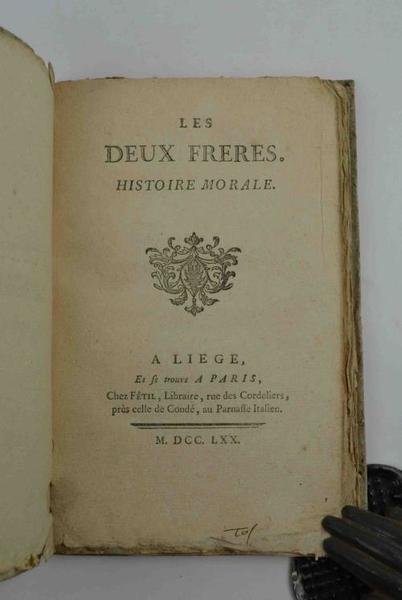 LES
DEUX FRERES.
HISTOIRE MORALE.
A LIEGE,
Et ſe trouve A PARIS,
Chez FÉTIL, Libraire, rue des Cordeliers,
près celle de Condé, au Parnaſſe Italien.
M. DCC. LXX.